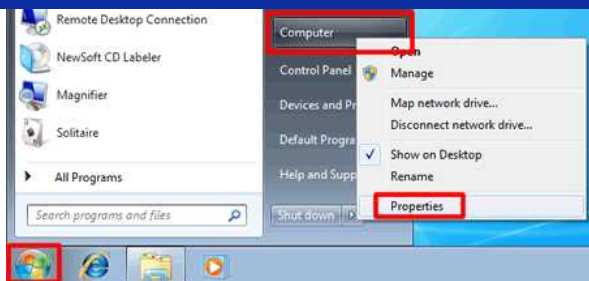 Remote Desktop Connection
NewSoft CD Labeler
Magnifier
Solitaire
All Programs
Search programs and files
Computer
Control Panel
Devices and Pr
Default Progra
Help and Supp
Shut down
Open
Manage
Map network drive...
Disconnect network drive...
Show on Desktop
Rename
Properties